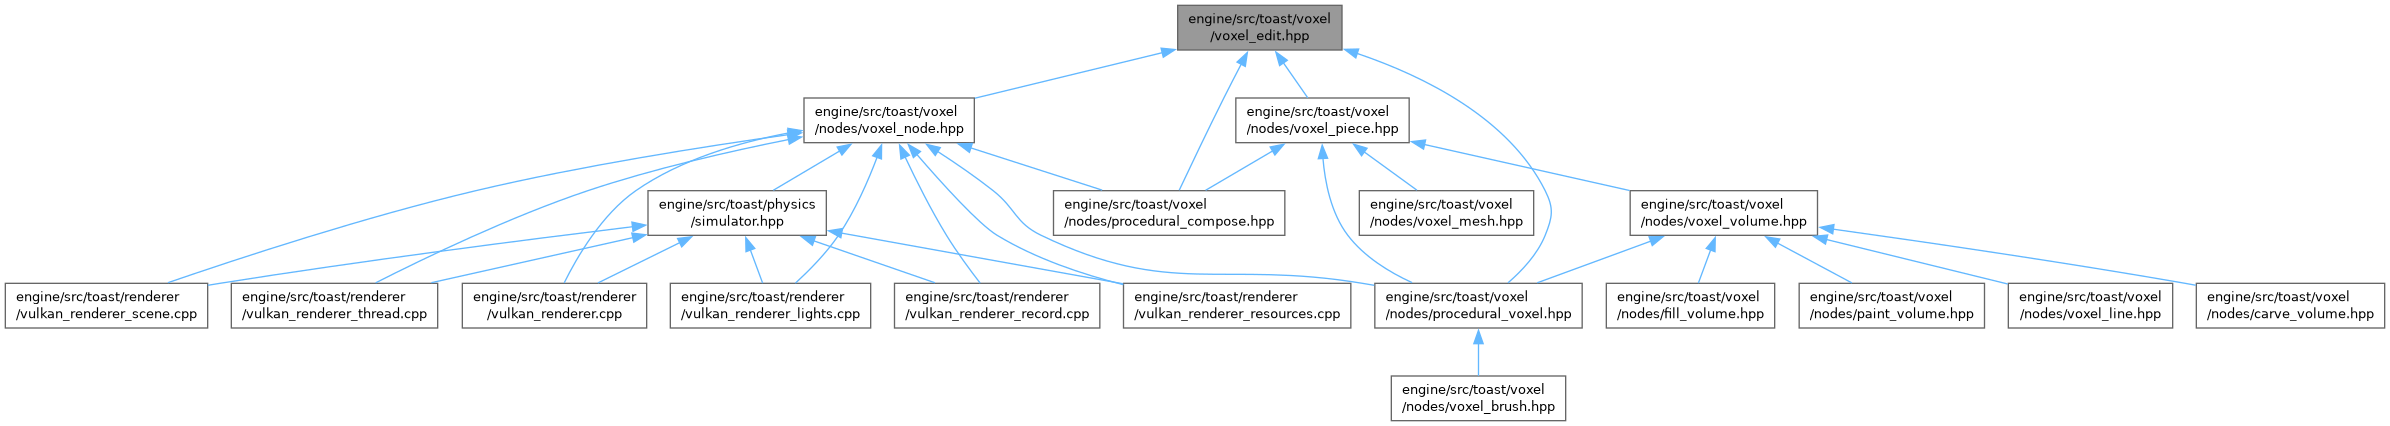 engine/src/toast/voxel
/voxel_edit.hpp
engine/src/toast/voxel
/nodes/voxel_node.hpp
engine/src/toast/voxel
/nodes/voxel_piece.hpp
engine/src/toast/physics
/simulator.hpp
engine/src/toast/voxel
/nodes/procedural_compose.hpp
engine/src/toast/voxel
/nodes/voxel_mesh.hpp
engine/src/toast/voxel
/nodes/voxel_volume.hpp
engine/src/toast/renderer
/vulkan_renderer_scene.cpp
engine/src/toast/renderer
/vulkan_renderer_thread.cpp
engine/src/toast/renderer
/vulkan_renderer.cpp
engine/src/toast/renderer
/vulkan_renderer_lights.cpp
engine/src/toast/renderer
/vulkan_renderer_record.cpp
engine/src/toast/renderer
/vulkan_renderer_resources.cpp
engine/src/toast/voxel
/nodes/procedural_voxel.hpp
engine/src/toast/voxel
/nodes/fill_volume.hpp
engine/src/toast/voxel
/nodes/paint_volume.hpp
engine/src/toast/voxel
/nodes/voxel_line.hpp
engine/src/toast/voxel
/nodes/carve_volume.hpp
engine/src/toast/voxel
/nodes/voxel_brush.hpp